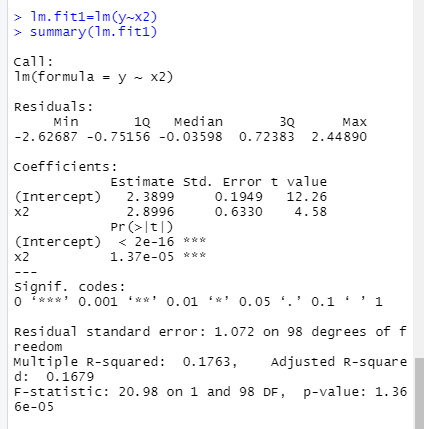 > lm.fit1=lm(y~x2)
> summary(lm.fit1)
Call:
lm(formula = y ~ x2)
Residuals:
Min 1Q Median 3Q Max
-2.62687 -0.75156 -0.03598 0.72383 2.44890
Coefficients:
Estimate Std. Error t value
(Intercept) 2.3899 0.1949 12.26
x2 2.8996 0.6330 4.58
Pr(>|t|)
(Intercept) < 2e-16 ***
x2 1.37e-05 ***
---
Signif. codes:
0 ‘***’ 0.001 ‘**’ 0.01 ‘*’ 0.05 ‘.’ 0.1 ‘ ’ 1
Residual standard error: 1.072 on 98 degrees of f
reedom
Multiple R-squared: 0.1763, Adjusted R-square
d: 0.1679
F-statistic: 20.98 on 1 and 98 DF, p-value: 1.36
6e-05